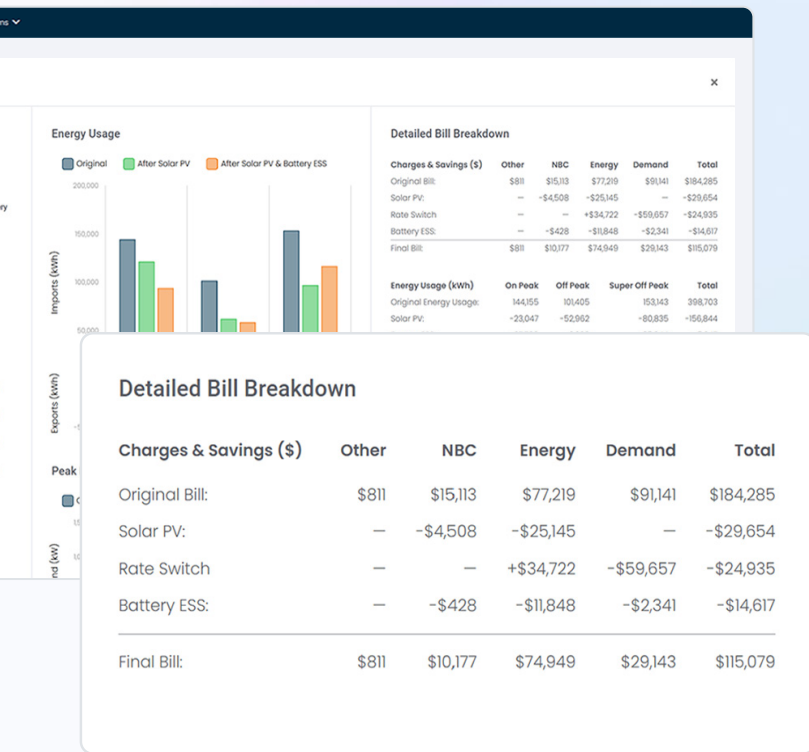 ns
×
ry
Energy Usage
Original After Solar PV After Solar PV & Battery ESS
200,000
150,000
100,000
50,000
Imports (kWh)
Exports (kWh)
Peak
nd (kW)
Detailed Bill Breakdown
Charges & Savings ($) Other NBC Energy Demand Total
Original Bill: $811 $15,113 $77,219 $91,141 $184,285
Solar PV: — -$4,508 -$25,145 — -$29,654
Rate Switch — — +$34,722 -$59,657 -$24,935
Battery ESS: — -$428 -$11,848 -$2,341 -$14,617
Final Bill: $811 $10,177 $74,949 $29,143 $115,079
Energy Usage (kWh) On Peak Off Peak Super Off Peak Total
Original Energy Usage: 144,155 101,405 153,143 398,703
Solar PV: -23,047 -52,962 -80,835 -156,844
Detailed Bill Breakdown
Charges & Savings ($) Other NBC Energy Demand Total
Original Bill: $811 $15,113 $77,219 $91,141 $184,285
Solar PV: — -$4,508 -$25,145 — -$29,654
Rate Switch — — +$34,722 -$59,657 -$24,935
Battery ESS: — -$428 -$11,848 -$2,341 -$14,617
Final Bill: $811 $10,177 $74,949 $29,143 $115,079